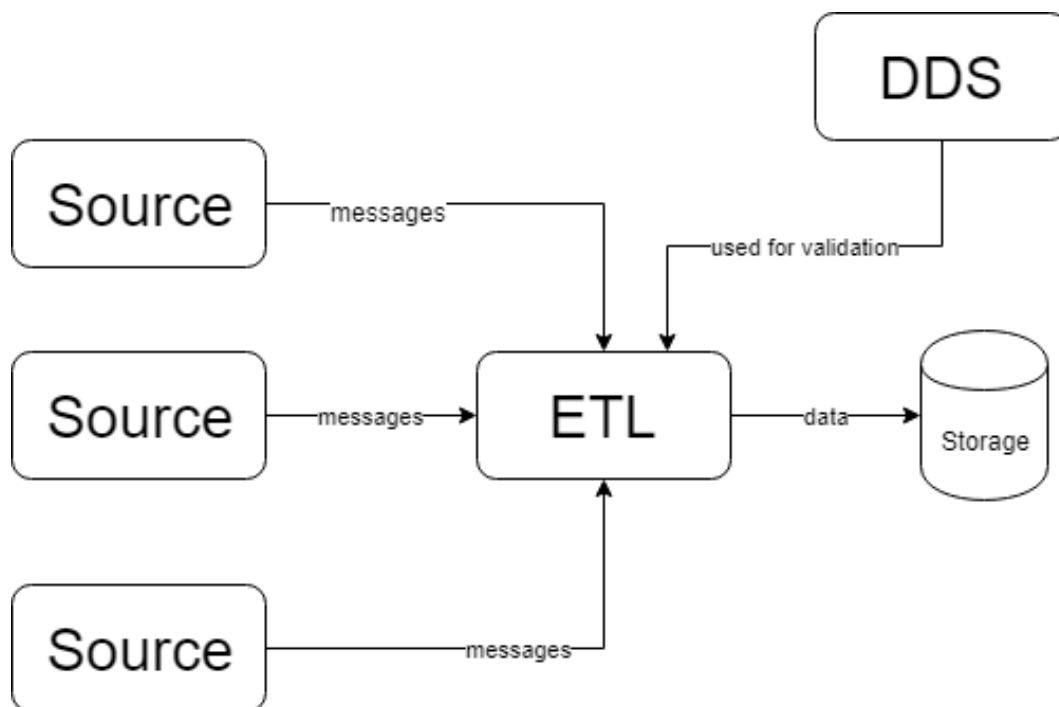 DDS
Source
messages
used for validation
Source
messages
ETL
data
Storage
Source
messages